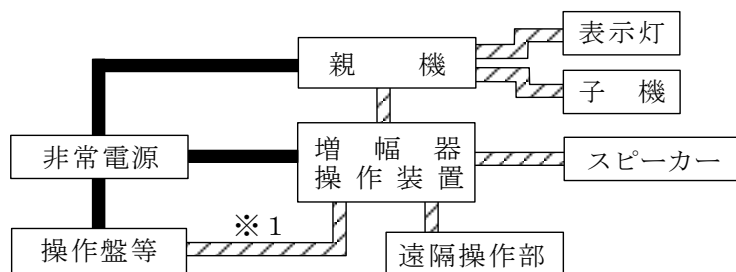 表示灯
親機
子機
非常電源
増幅器
操作装置
スピーカー
※1
操作盤等
遠隔操作部